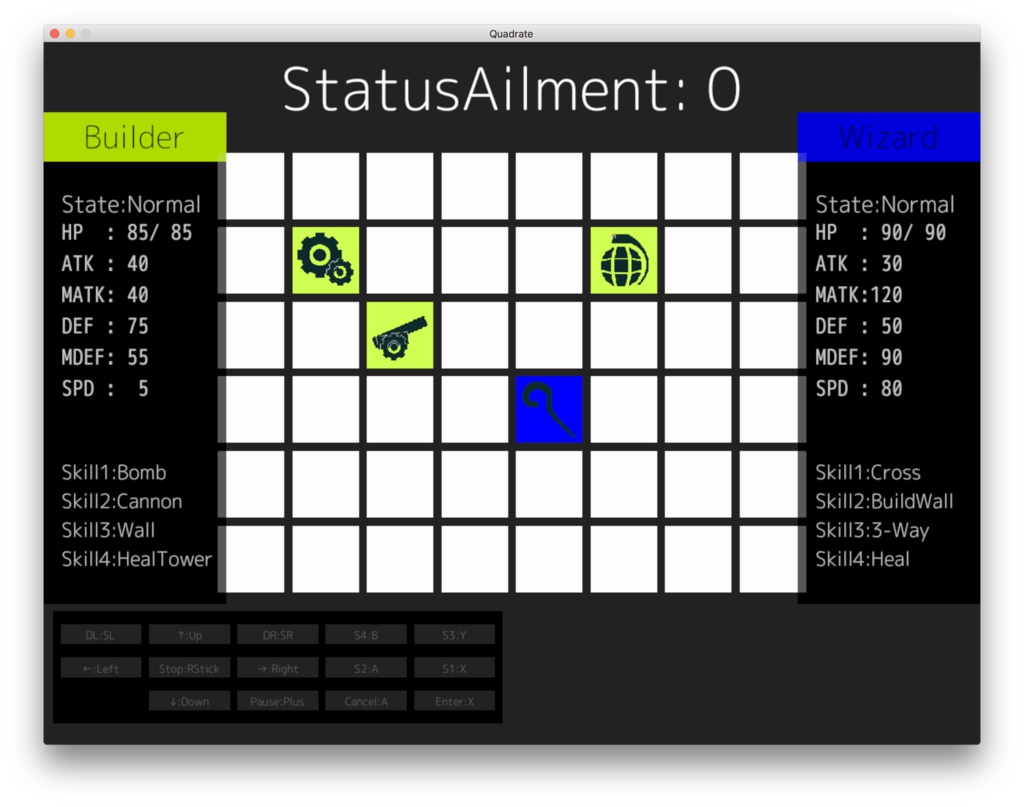 Quadrate
StatusAilment: 0
Builder
State:Normal
HP  : 85/ 85
ATK : 40
MATK: 40
DEF : 75
MDEF: 55
SPD :  5
Skill1:Bomb
Skill2:Cannon
Skill3:Wall
Skill4:HealTower
Wizard
State:Normal
HP  : 90/ 90
ATK : 30
MATK:120
DEF : 50
MDEF: 90
SPD : 80
Skill1:Cross
Skill2:BuildWall
Skill3:3-Way
Skill4:Heal
DL:SL ↑:Up DR:SR S4:B S3:Y
←:Left Stop:RStick →:Right S2:A S1:X
↓:Down Pause:Plus Cancel:A Enter:X